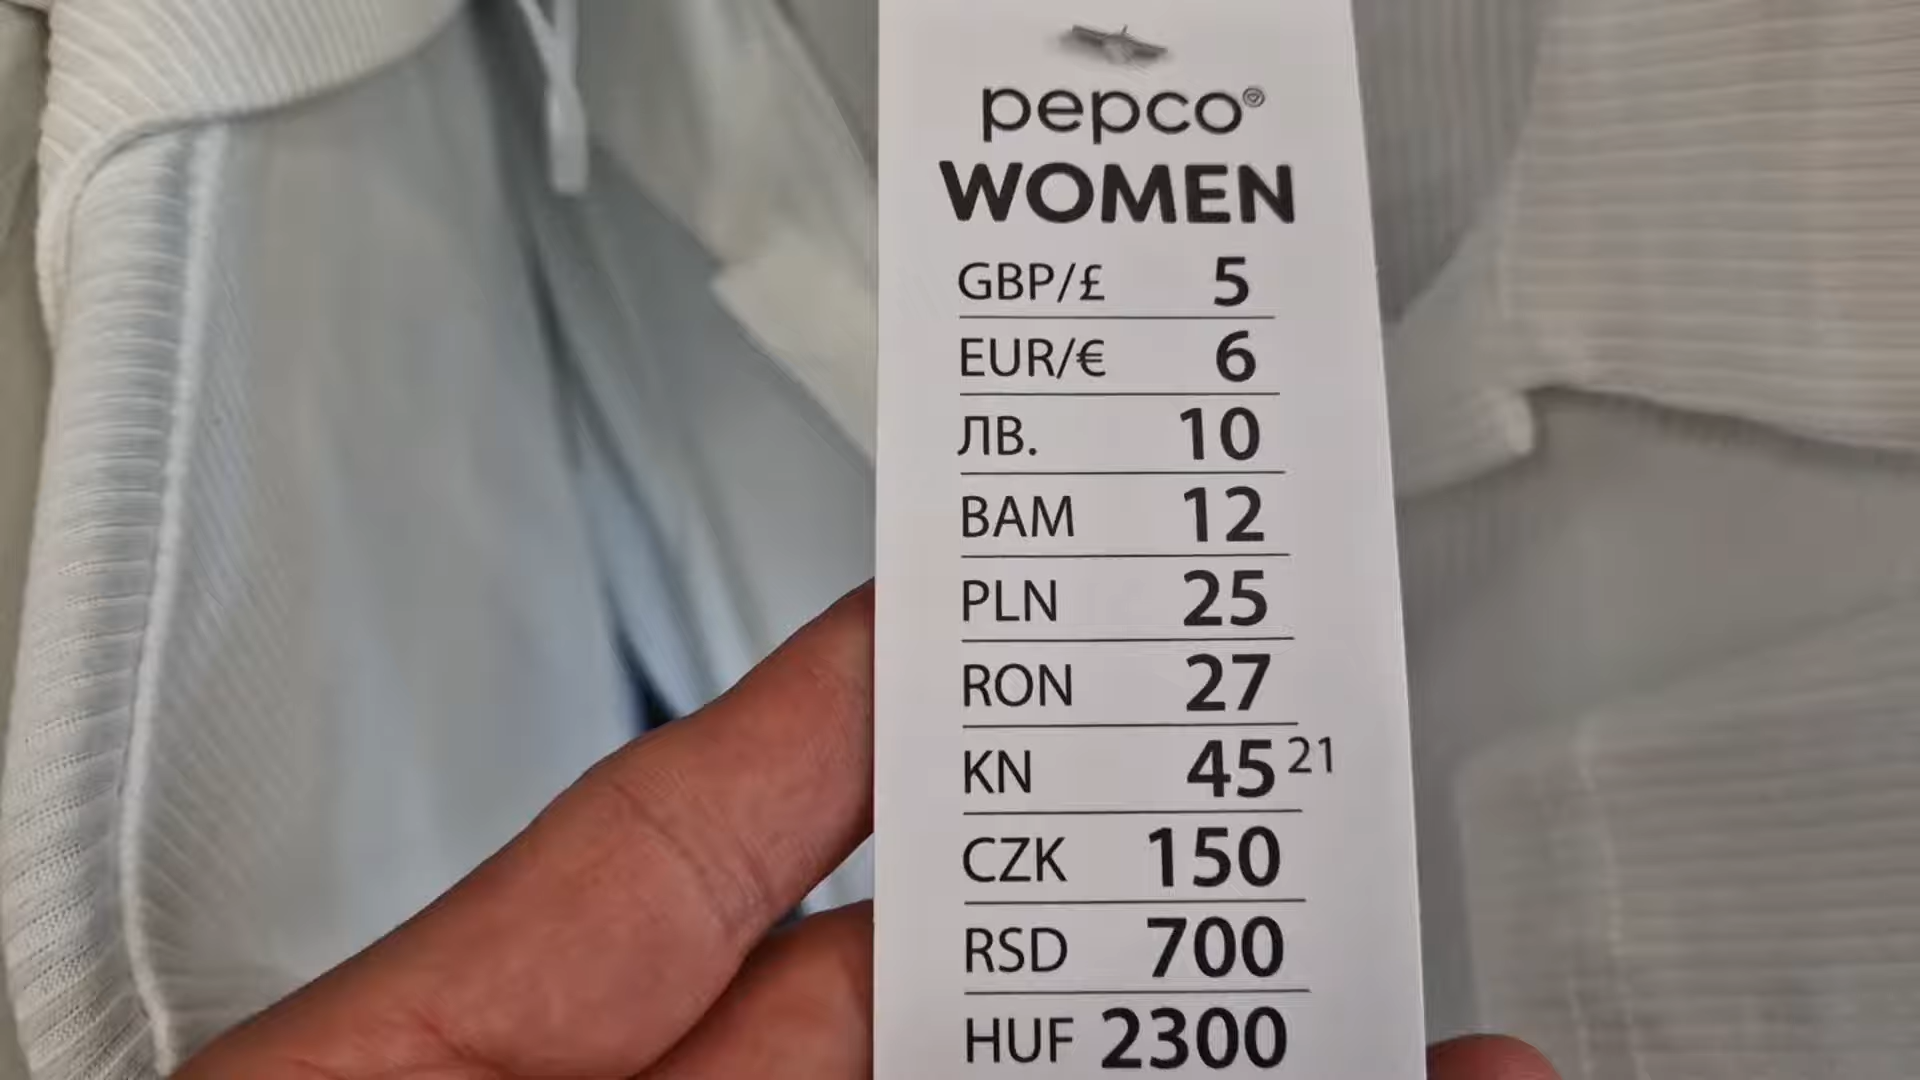 pepco®
WOMEN
GBP/£ 5
EUR/€ 6
ЛВ. 10
BAM 12
PLN 25
RON 27
KN 45 21
CZK 150
RSD 700
HUF 2300